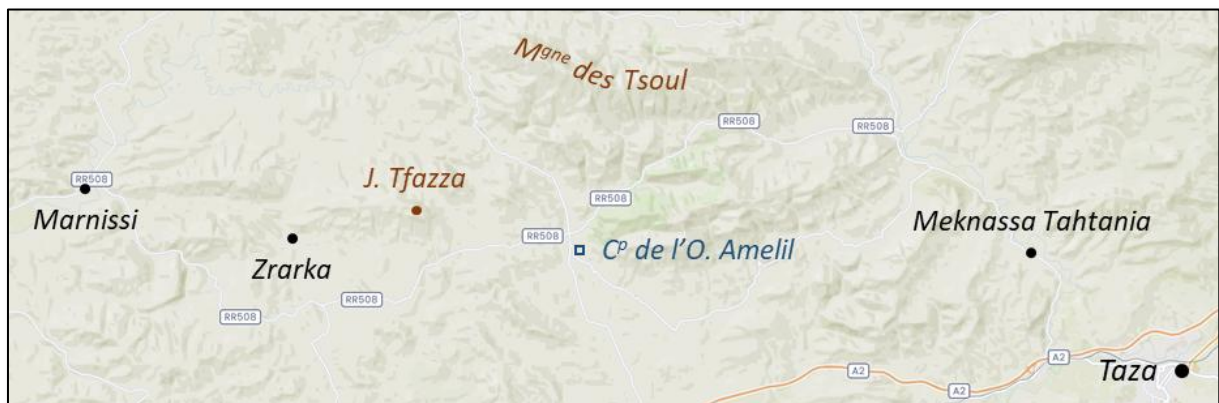 Mgne des Tsoul
RR508
RR508
RR508
J. Tfazza
RR508
Marnissi
Meknassa Tahtania
RR508
Cp de l'O. Amelil
Zrarka
RR508
RR508
A2
Taza
A2
A2